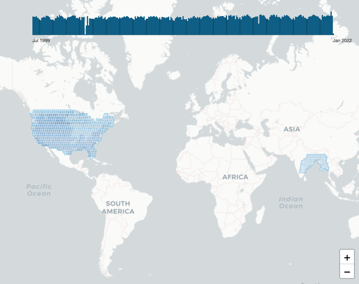 Jul 1999
Jan 2022
ASIA
Pacific
Ocean
AFRICA
Indian
Ocean
SOUTH
AMERICA
+
−